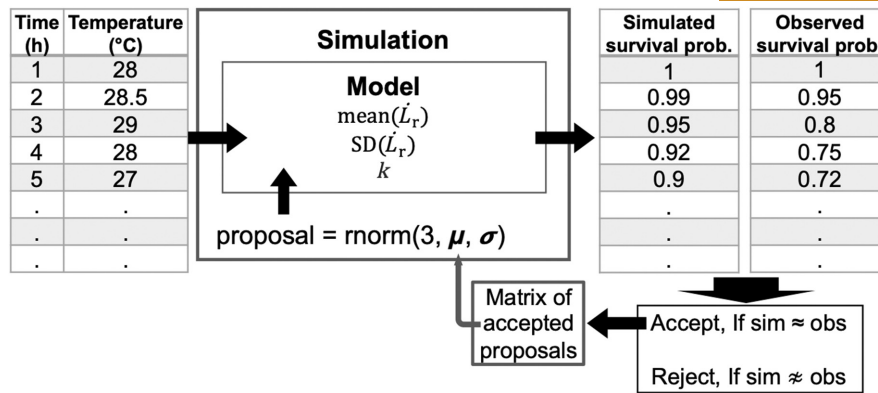 Time (h) Temperature (°C)
1 28
2 28.5
3 29
4 28
5 27
. .
. .
. .
Simulation
Model
mean(L̇r)
SD(L̇r)
k
proposal = rnorm(3, μ, σ)
Simulated survival prob. Observed survival prob
1 1
0.99 0.95
0.95 0.8
0.92 0.75
0.9 0.72
. .
. .
. .
Matrix of
accepted
proposals
Accept, If sim ≈ obs
Reject, If sim ≉ obs